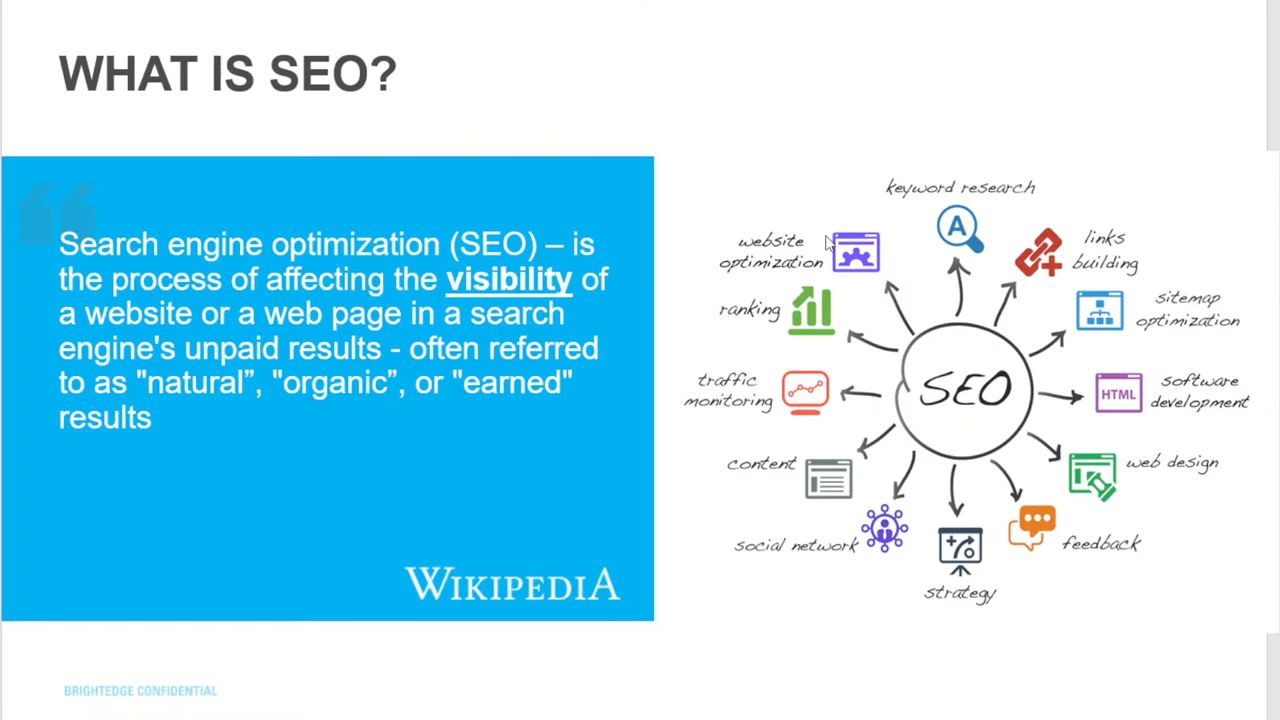 WHAT IS SEO?
Search engine optimization (SEO) – is
the process of affecting the visibility of
a website or a web page in a search
engine's unpaid results - often referred
to as "natural”, "organic”, or "earned"
results
WIKIPEDIA
keyword research
A
website
optimization
links
building
ranking
sitemap
optimization
traffic
monitoring
SEO
HTML
software
development
content
web design
social network
feedback
strategy
BRIGHTEDGE CONFIDENTIAL